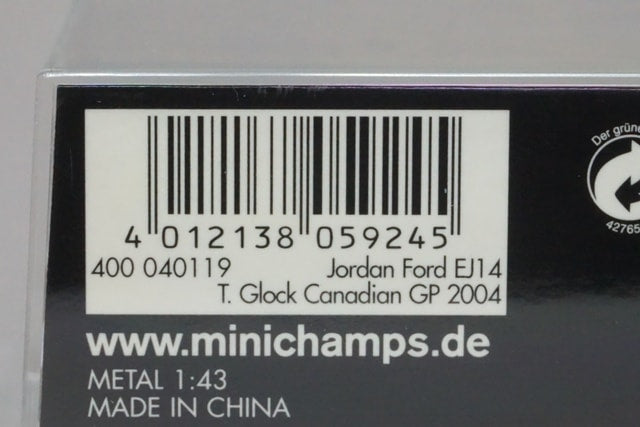 4 012138 059245
400 040119 Jordan Ford EJ14
T. Glock Canadian GP 2004
www.minichamps.de
METAL 1:43
MADE IN CHINA
Der grüne
42765